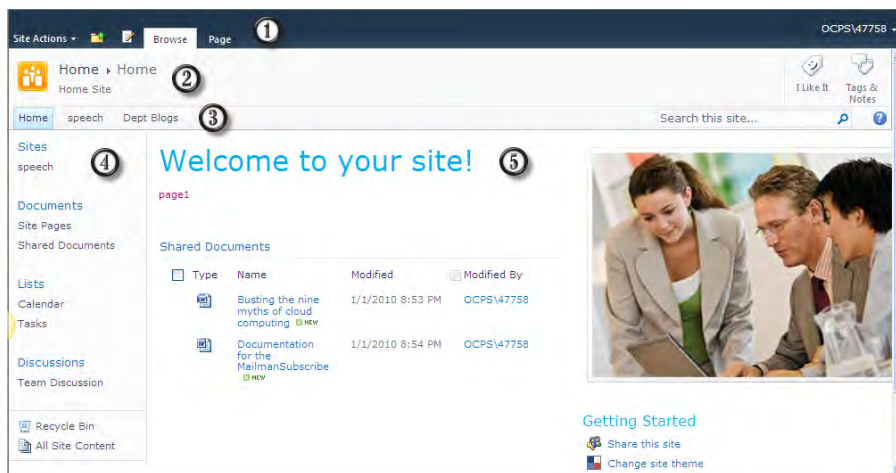 Site Actions Browse Page ① OCPS\47758
Home ▸ Home ②
Home Site
I Like It Tags & Notes
Home speech Dept Blogs ③ Search this site...
Sites ④
speech
Documents
Site Pages
Shared Documents
Lists
Calendar
Tasks
Discussions
Team Discussion
Recycle Bin
All Site Content
Welcome to your site! ⑤
page1
Shared Documents
Type Name Modified Modified By
Busting the nine 1/1/2010 8:53 PM OCPS\47758
myths of cloud
computing NEW
Documentation 1/1/2010 8:54 PM OCPS\47758
for the
MailmanSubscribe
NEW
Getting Started
Share this site
Change site theme